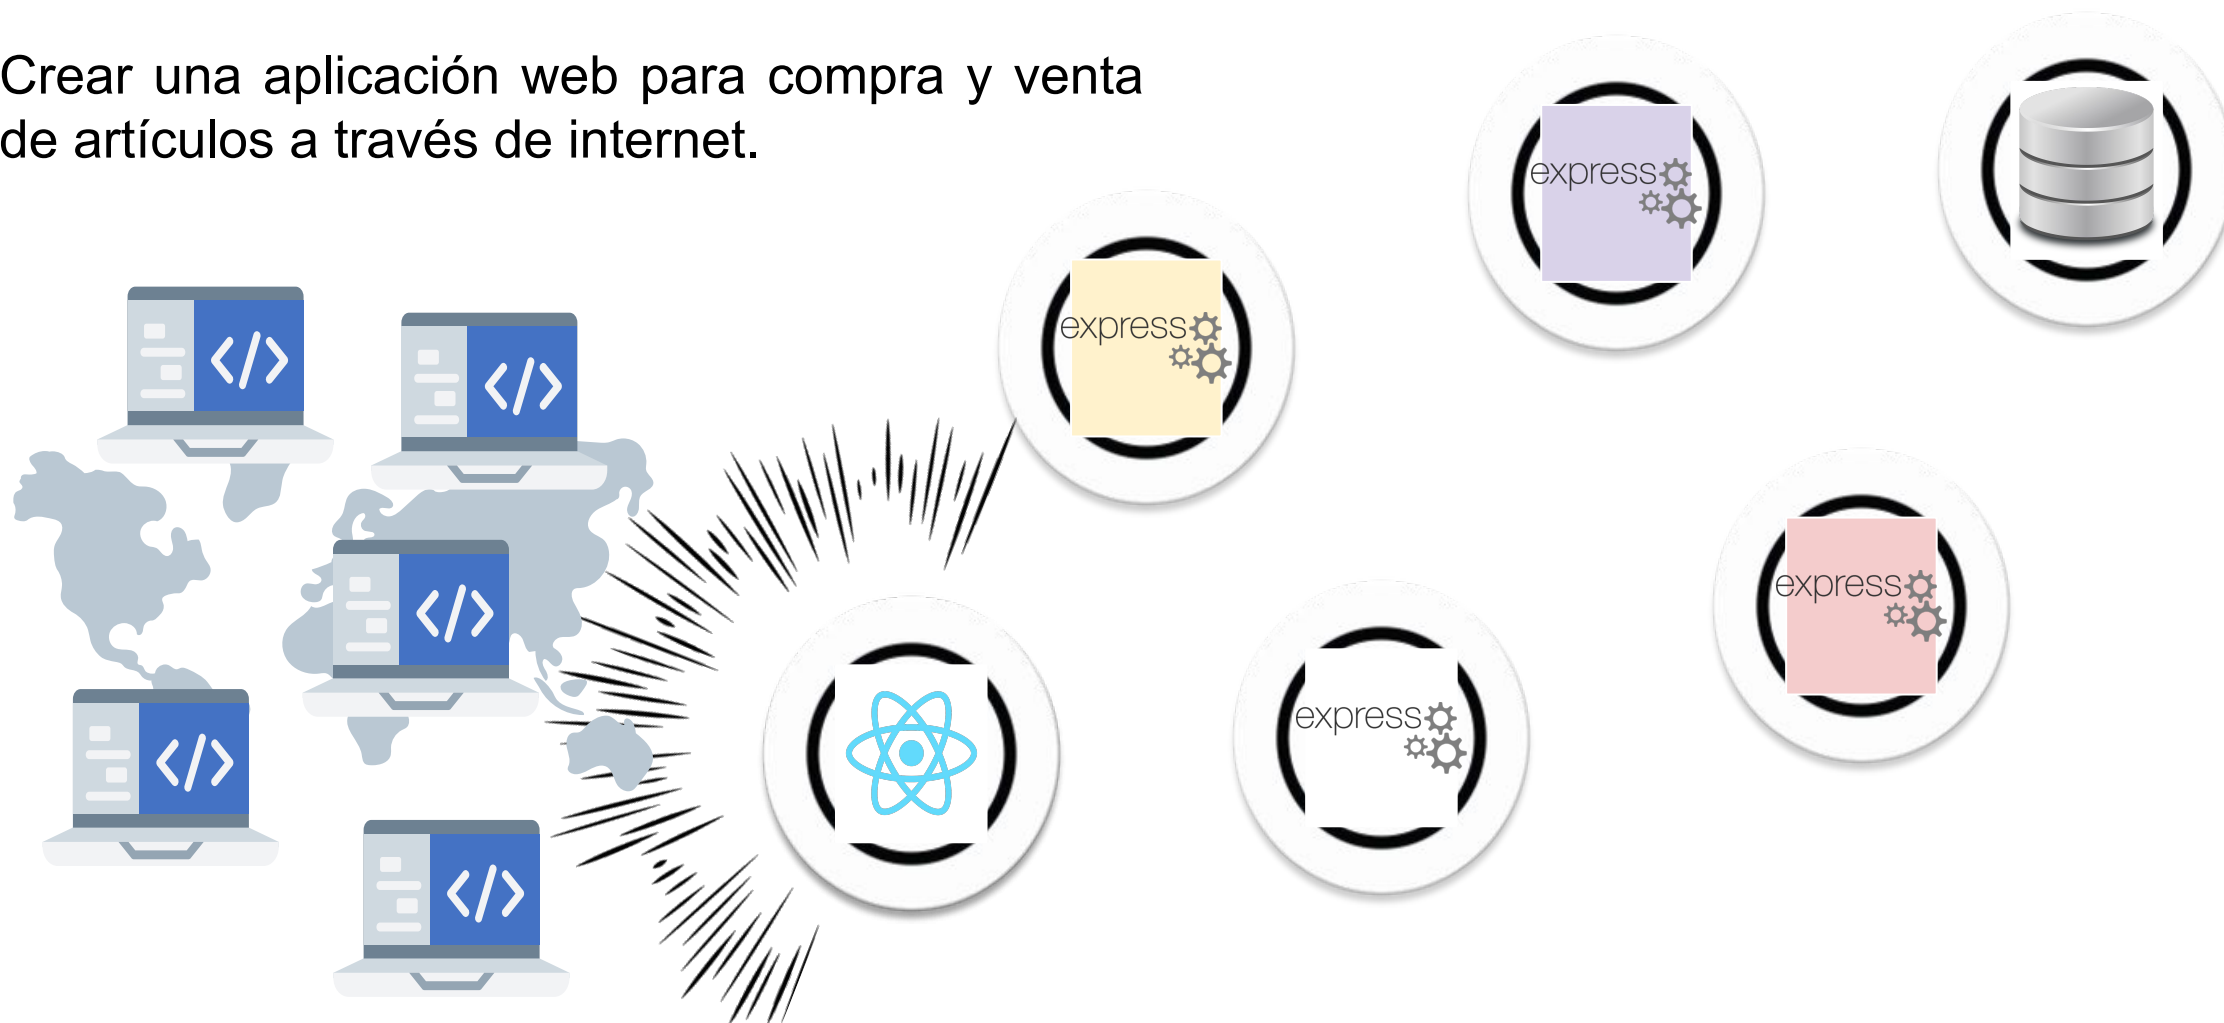 Crear una aplicación web para compra y venta
de artículos a través de internet.
express
express
express
express